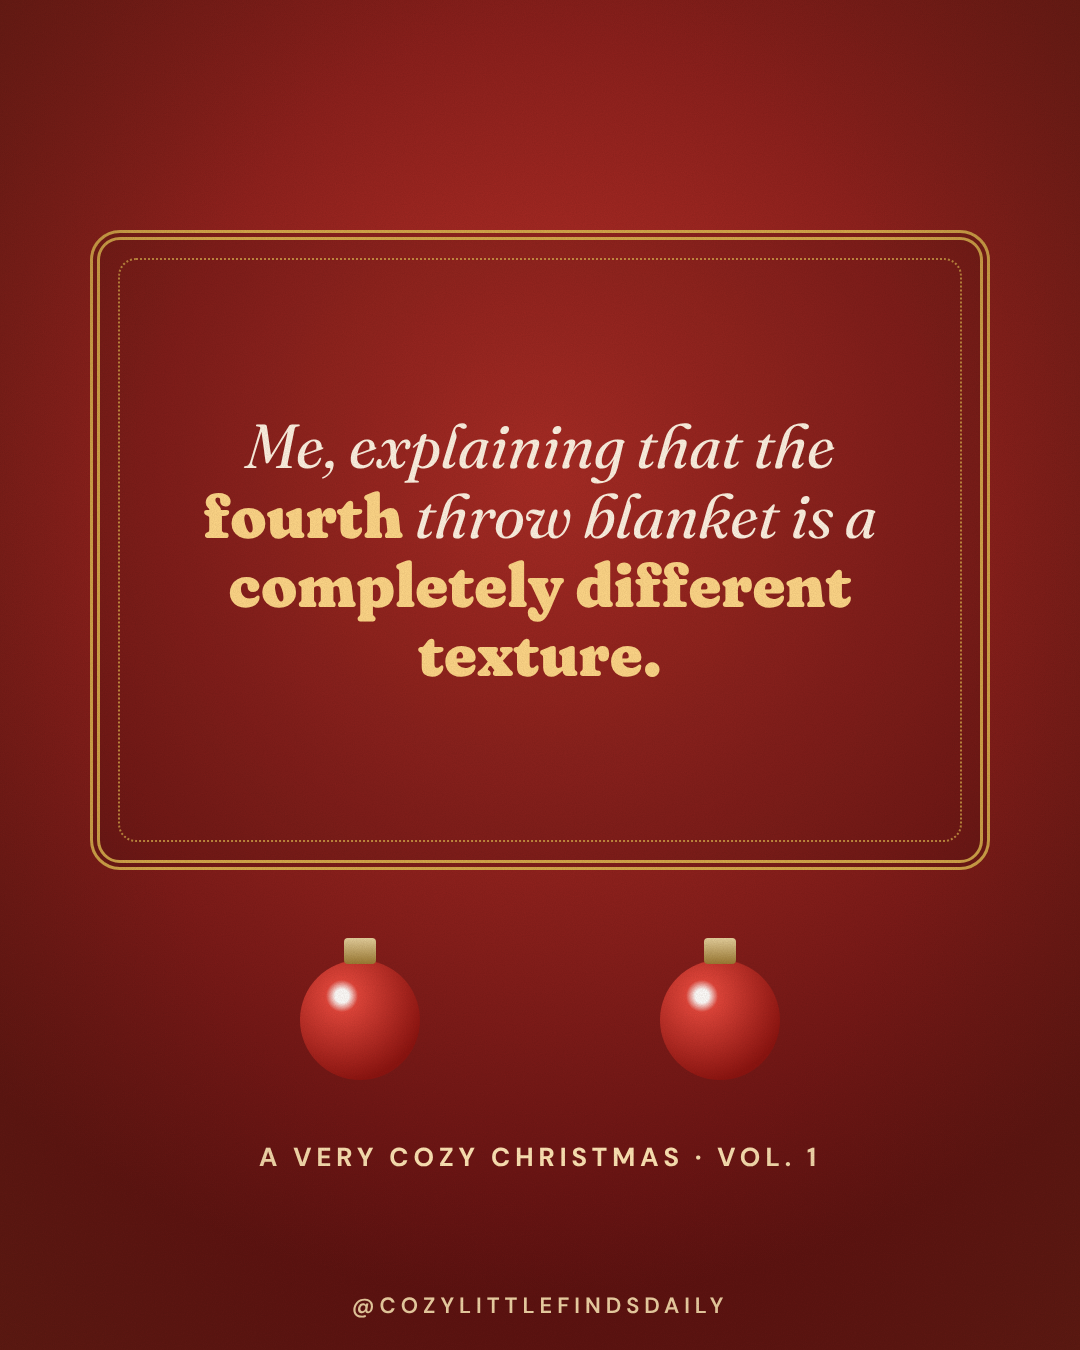 Me, explaining that the
fourth throw blanket is a
completely different
texture.
A VERY COZY CHRISTMAS · VOL. 1
@COZYLITTLEFINDSDAILY